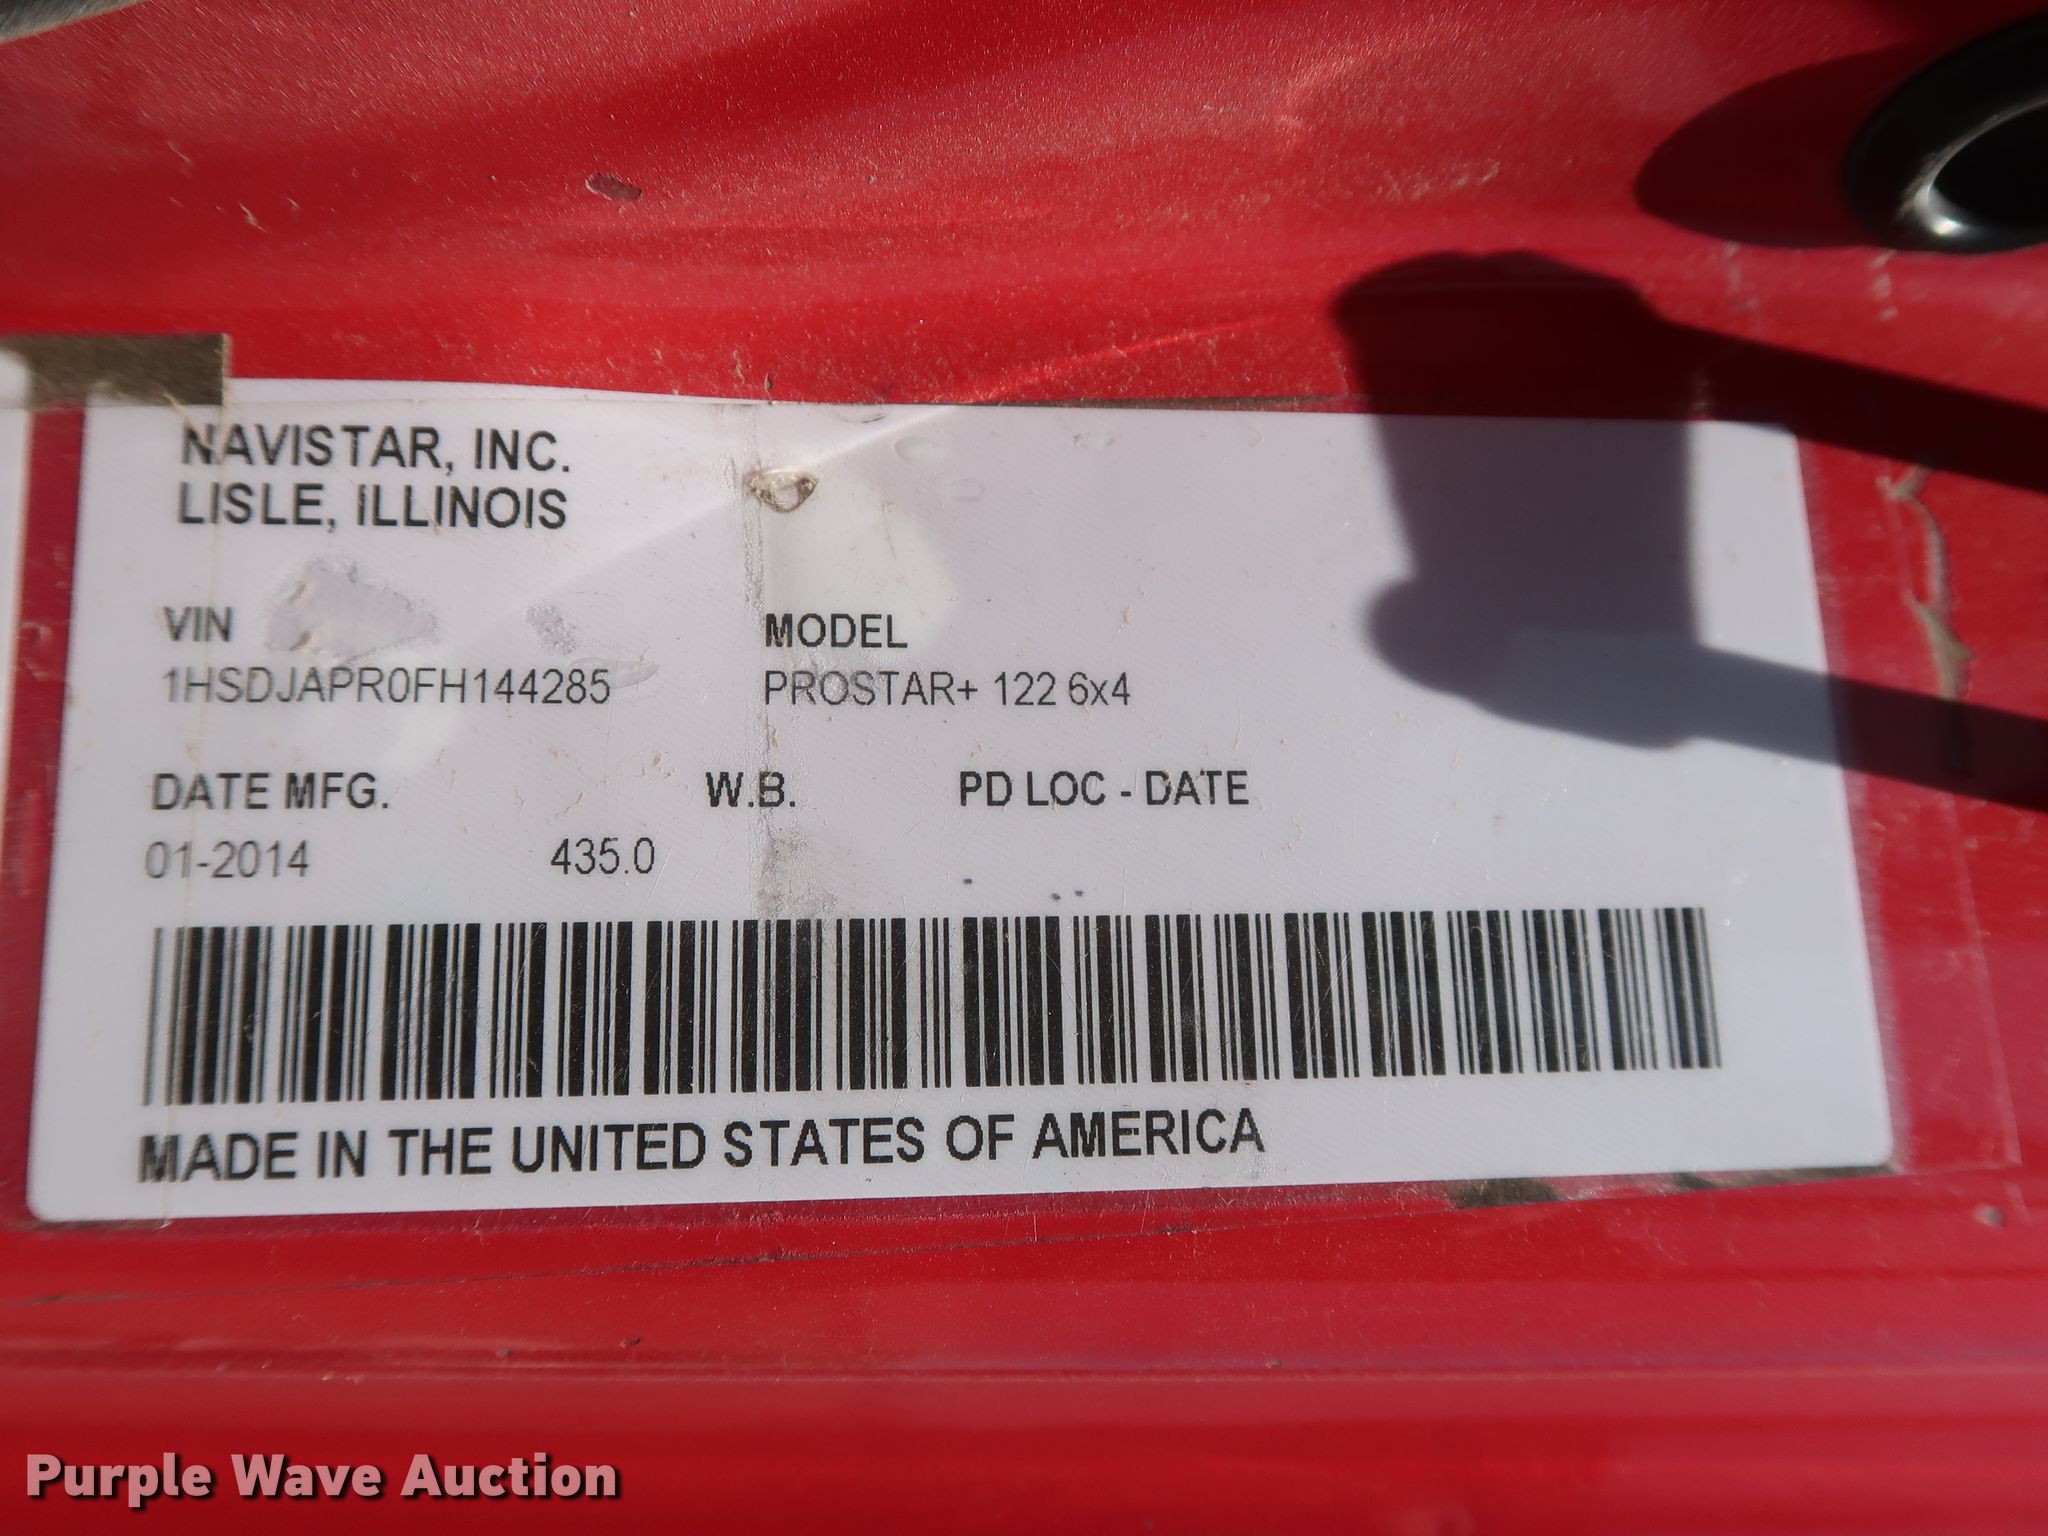 NAVISTAR, INC.
LISLE, ILLINOIS
VIN MODEL
1HSDJAPR0FH144285 PROSTAR+ 122 6x4
DATE MFG. W.B. PD LOC - DATE
01-2014 435.0
MADE IN THE UNITED STATES OF AMERICA
Purple Wave Auction